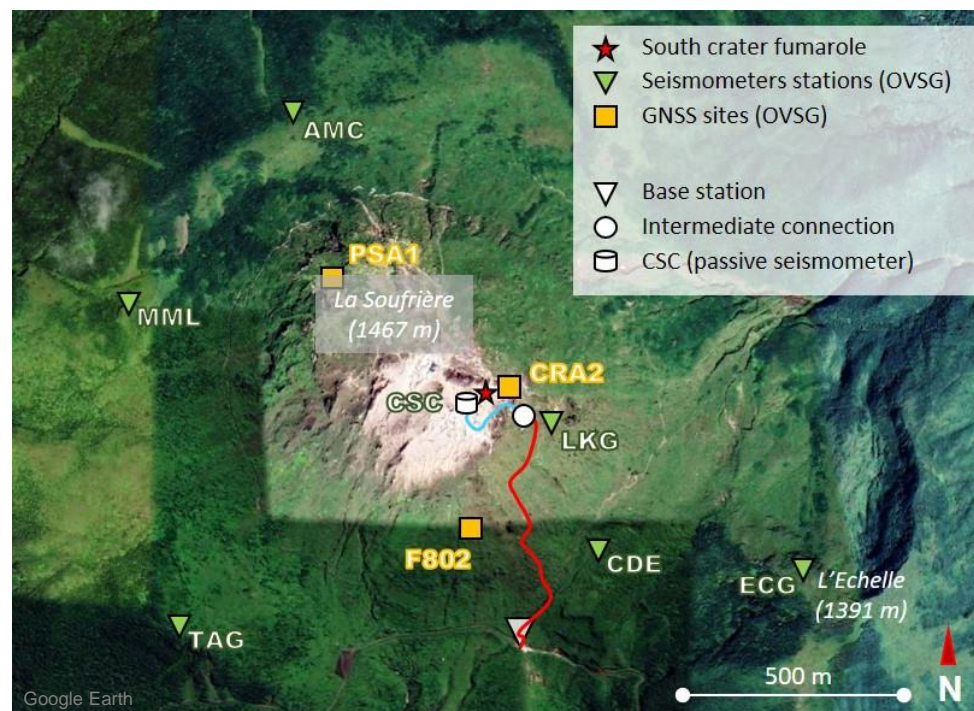 South crater fumarole
Seismometers stations (OVSG)
GNSS sites (OVSG)
Base station
Intermediate connection
CSC (passive seismometer)
AMC
PSA1
La Soufrière
(1467 m)
MML
CRA2
CSC
LKG
F802
CDE
ECG
L'Echelle
(1391 m)
TAG
500 m
N
Google Earth